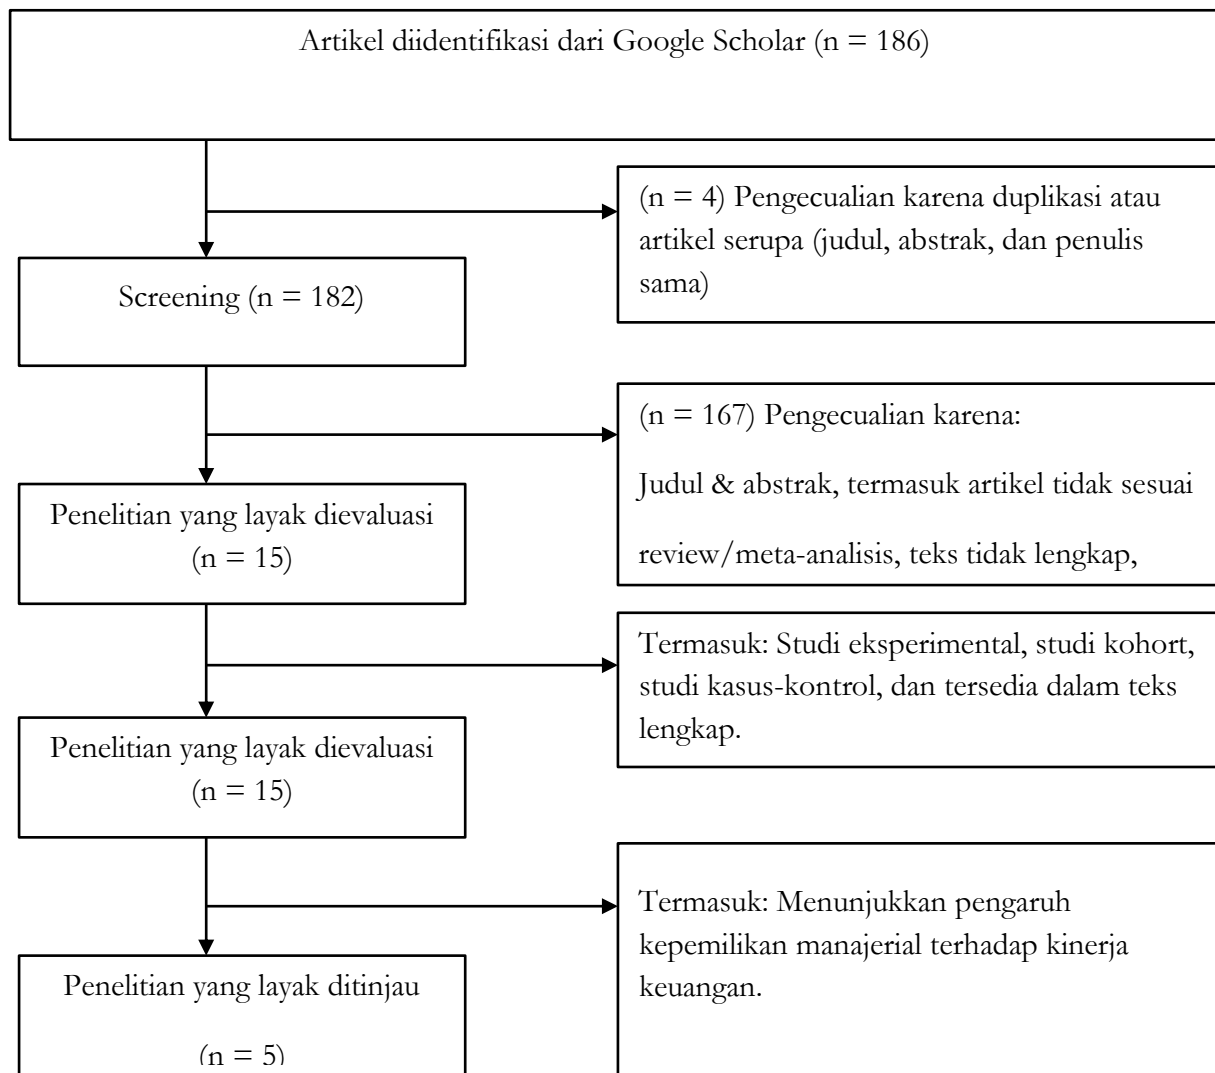 Artikel diidentifikasi dari Google Scholar (n = 186)
(n = 4) Pengecualian karena duplikasi atau
artikel serupa (judul, abstrak, dan penulis
sama)
Screening (n = 182)
(n = 167) Pengecualian karena:
Judul & abstrak, termasuk artikel tidak sesuai
review/meta-analisis, teks tidak lengkap,
Penelitian yang layak dievaluasi
(n = 15)
Termasuk: Studi eksperimental, studi kohort,
studi kasus-kontrol, dan tersedia dalam teks
lengkap.
Penelitian yang layak dievaluasi
(n = 15)
Termasuk: Menunjukkan pengaruh
kepemilikan manajerial terhadap kinerja
keuangan.
Penelitian yang layak ditinjau
(n = 5)